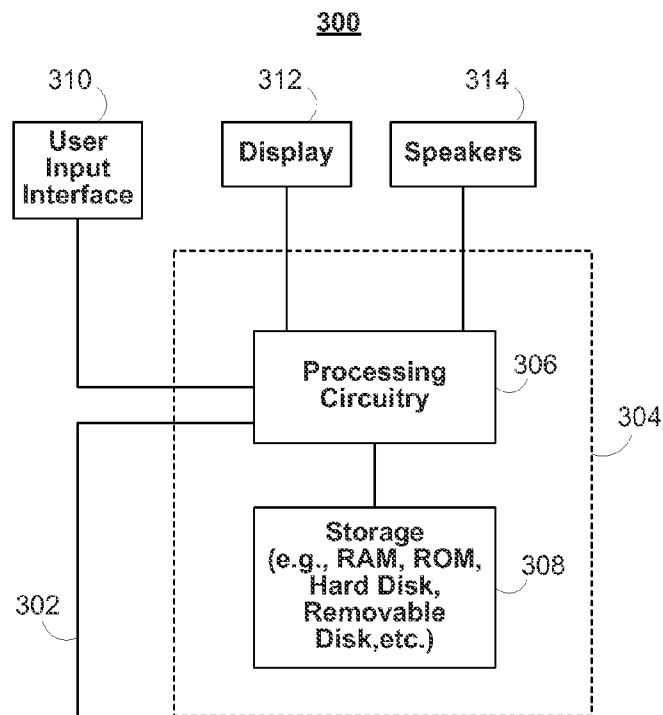 300
310
312
314
User
Input
Interface
Display
Speakers
Processing
Circuitry
306
304
Storage
(e.g., RAM, ROM,
Hard Disk,
Removable
Disk,etc.)
308
302